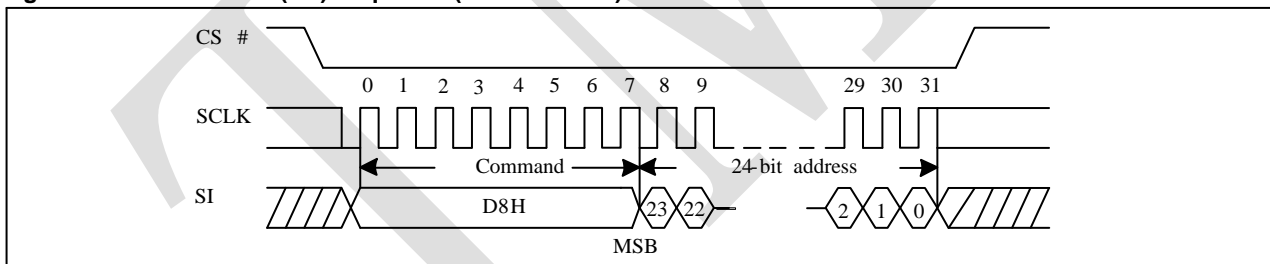 CS #
0 1 2 3 4 5 6 7 8 9 29 30 31
SCLK
Command 24-bit address
SI D8H 23 22 2 1 0
MSB